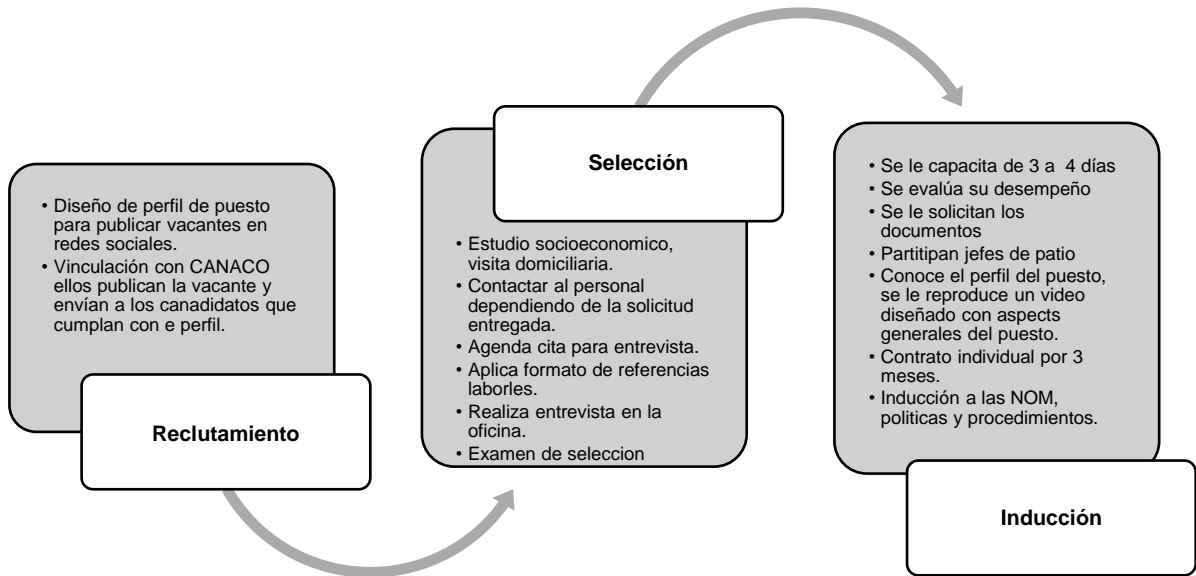 • Diseño de perfil de puesto
para publicar vacantes en
redes sociales.
• Vinculación con CANACO
ellos publican la vacante y
envían a los canadidatos que
cumplan con e perfil.
Reclutamiento
Selección
• Estudio socioeconomico,
visita domiciliaria.
• Contactar al personal
dependiendo de la solicitud
entregada.
• Agenda cita para entrevista.
• Aplica formato de referencias
laborles.
• Realiza entrevista en la
oficina.
• Examen de seleccion
• Se le capacita de 3 a 4 días
• Se evalúa su desempeño
• Se le solicitan los
documentos
• Partitipan jefes de patio
• Conoce el perfil del puesto,
se le reproduce un video
diseñado con aspects
generales del puesto.
• Contrato individual por 3
meses.
• Inducción a las NOM,
politicas y procedimientos.
Inducción